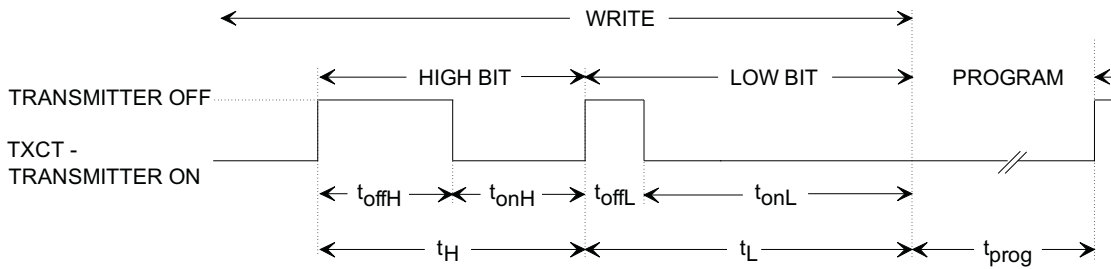 WRITE
HIGH BIT LOW BIT PROGRAM
TRANSMITTER OFF
TXCT -
TRANSMITTER ON
toffH tonH toffL tonL
tH tL tprog